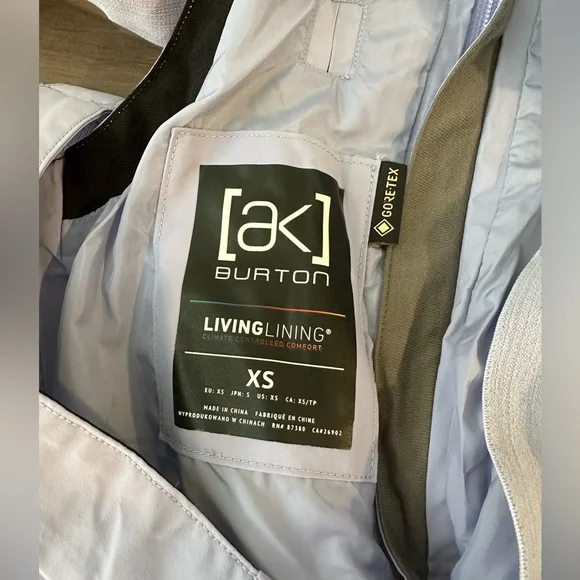 [ak]
BURTON
LIVINGLINING®
CLIMATE CONTROLLED COMFORT
XS
EU: XS JPN: S US: XS CA: XS/TP
MADE IN CHINA FABRIQUÉ EN CHINE
WYPRODUKOWANO W CHINACH RN# 87580 CA#26902
GORE-TEX